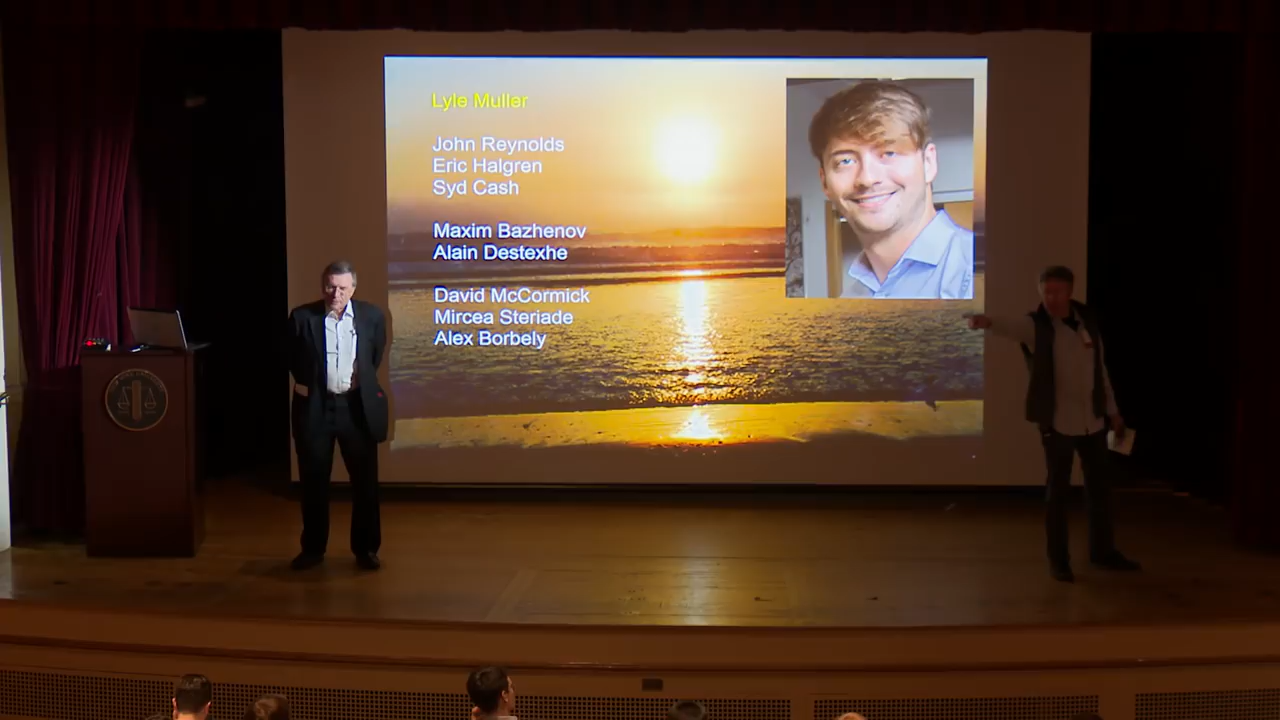 Lyle Muller
John Reynolds
Eric Halgren
Syd Cash
Maxim Bazhenov
Alain Destexhe
David McCormick
Mircea Steriade
Alex Borbely